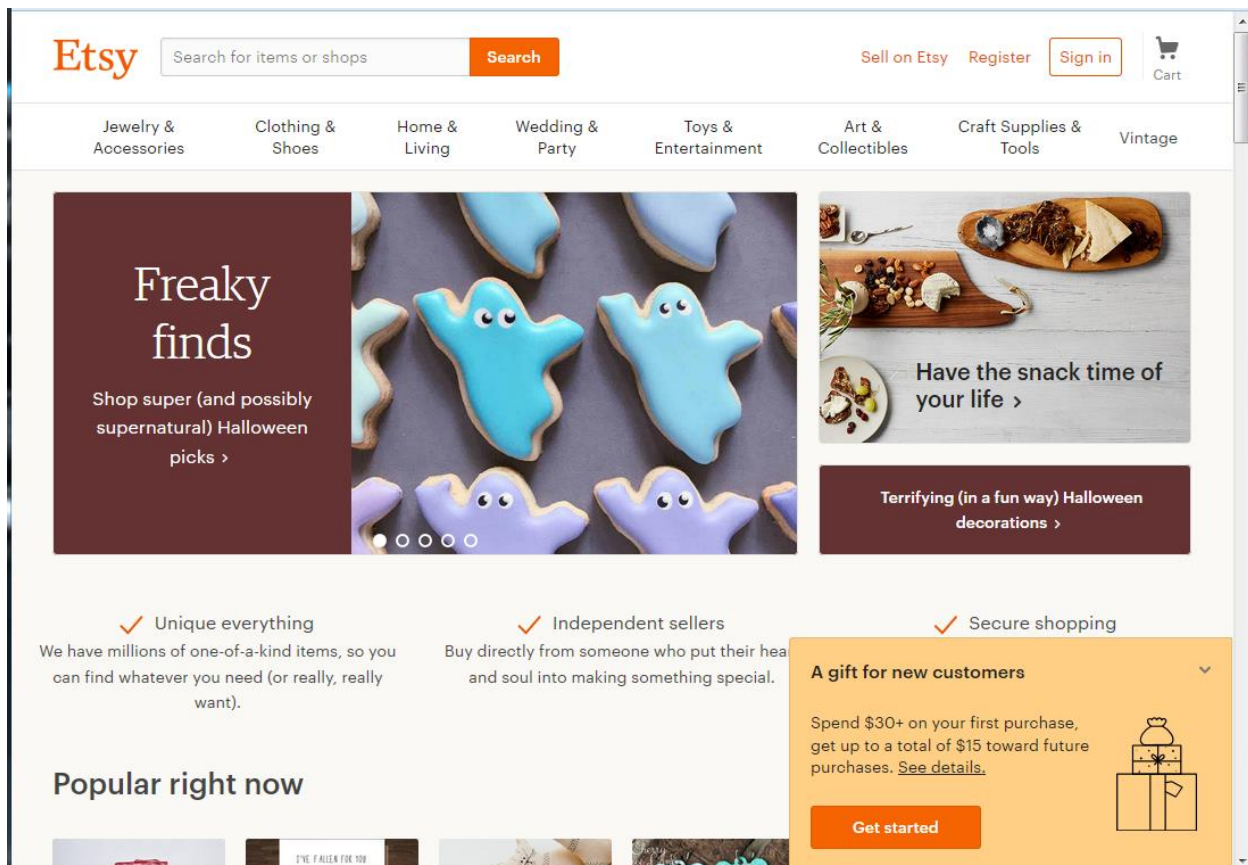 Etsy
Search for items or shops
Search
Sell on Etsy
Register
Sign in
Cart
Jewelry &
Accessories
Clothing &
Shoes
Home &
Living
Wedding &
Party
Toys &
Entertainment
Art &
Collectibles
Craft Supplies &
Tools
Vintage
Freaky
finds
Shop super (and possibly
supernatural) Halloween
picks ›
Have the snack time of
your life ›
Terrifying (in a fun way) Halloween
decorations ›
Unique everything
We have millions of one-of-a-kind items, so you
can find whatever you need (or really, really
want).
Independent sellers
Buy directly from someone who put their
and soul into making something special.
Secure shopping
A gift for new customers
Spend $30+ on your first purchase,
get up to a total of $15 toward future
purchases. See details.
Get started
Popular right now
I'VE FALLEN FOR YOU